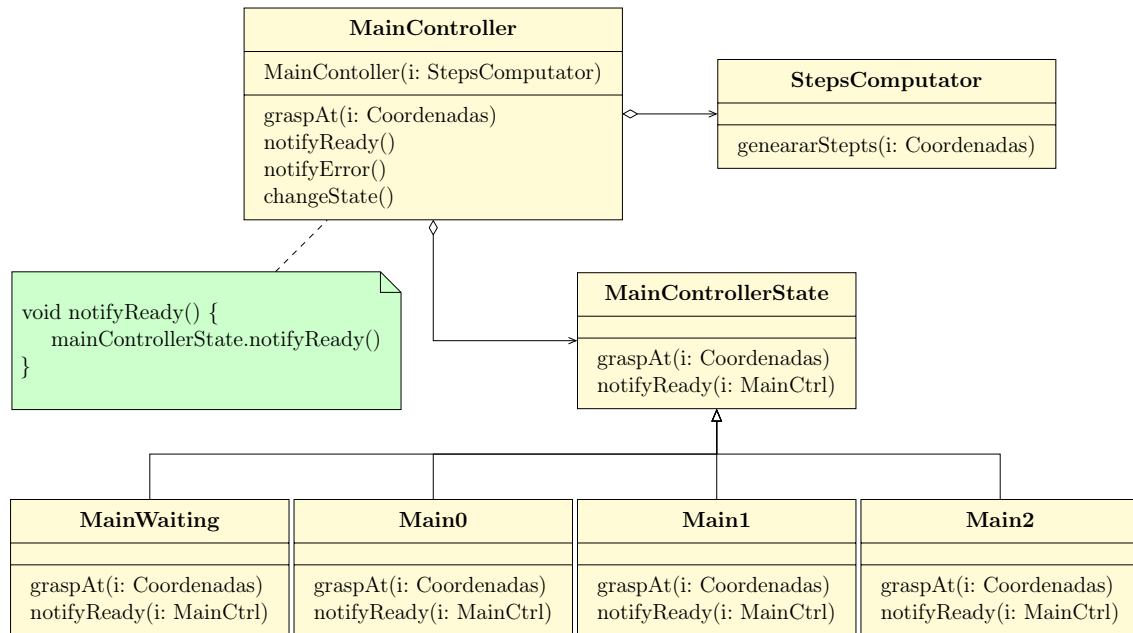 MainController
MainContoller(i: StepsComputator)
graspAt(i: Coordenadas)
notifyReady()
notifyError()
changeState()
StepsComputator
geneararStepts(i: Coordenadas)
void notifyReady() {
mainControllerState.notifyReady()
}
MainControllerState
graspAt(i: Coordenadas)
notifyReady(i: MainCtrl)
MainWaiting
graspAt(i: Coordenadas)
notifyReady(i: MainCtrl)
Main0
graspAt(i: Coordenadas)
notifyReady(i: MainCtrl)
Main1
graspAt(i: Coordenadas)
notifyReady(i: MainCtrl)
Main2
graspAt(i: Coordenadas)
notifyReady(i: MainCtrl)